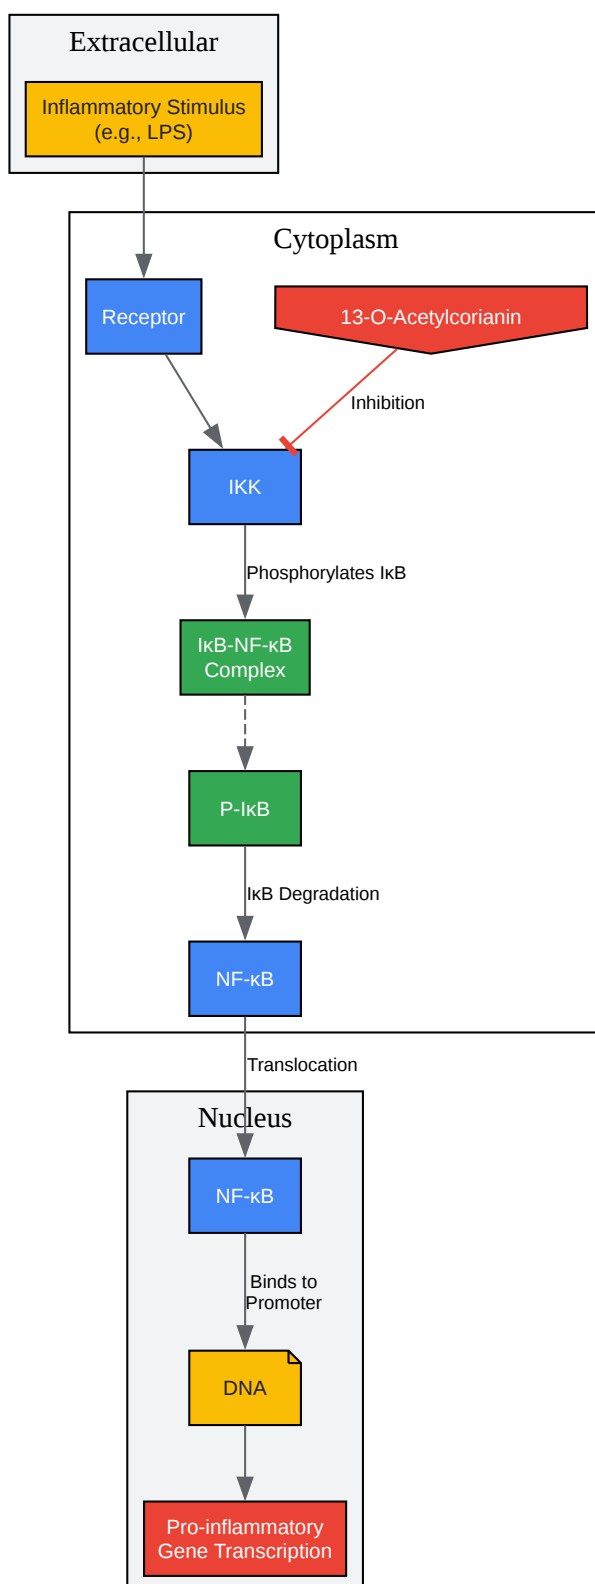 Extracellular
Inflammatory Stimulus
(e.g., LPS)
Cytoplasm
Receptor
13-O-Acetylcorianin
Inhibition
IKK
Phosphorylates IκB
IκB-NF-κB
Complex
P-IκB
IκB Degradation
NF-κB
Translocation
Nucleus
NF-κB
Binds to
Promoter
DNA
Pro-inflammatory
Gene Transcription